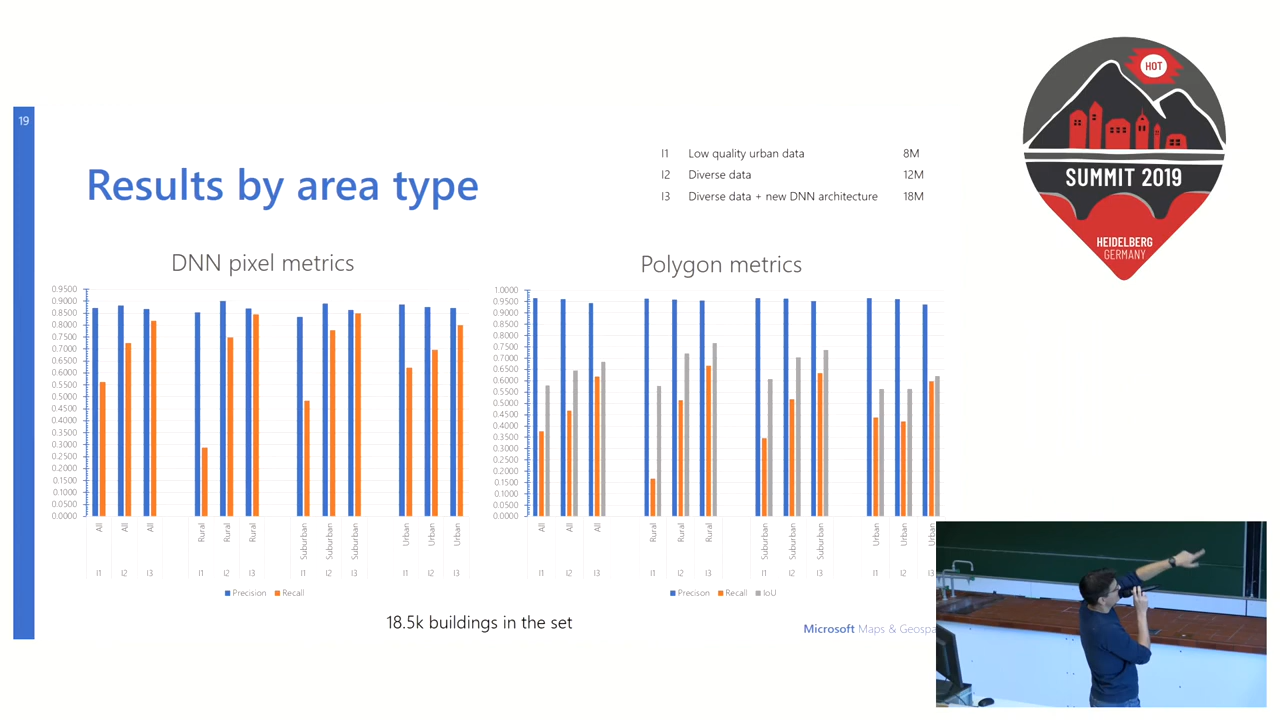 19
Results by area type
I1 Low quality urban data 8M
I2 Diverse data 12M
I3 Diverse data + new DNN architecture 18M
HOT
SUMMIT 2019
HEIDELBERG
GERMANY
DNN pixel metrics
0.9500
0.9000
0.8500
0.8000
0.7500
0.7000
0.6500
0.6000
0.5500
0.5000
0.4500
0.4000
0.3500
0.3000
0.2500
0.2000
0.1500
0.1000
0.0500
0.0000
All All All Rural Rural Rural Suburban Suburban Suburban Urban Urban Urban
I1 I2 I3 I1 I2 I3 I1 I2 I3 I1 I2 I3
Precision Recall
Polygon metrics
1.0000
0.9500
0.9000
0.8500
0.8000
0.7500
0.7000
0.6500
0.6000
0.5500
0.5000
0.4500
0.4000
0.3500
0.3000
0.2500
0.2000
0.1500
0.1000
0.0500
0.0000
All All All Rural Rural Rural Suburban Suburban Suburban Urban Urban Urban
I1 I2 I3 I1 I2 I3 I1 I2 I3 I1 I2 I3
Precison Recall IoU
18.5k buildings in the set
Microsoft Maps & Geospa